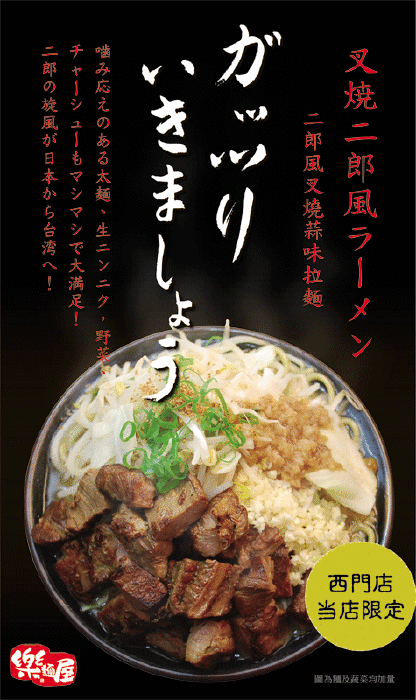 叉焼二郎風ラーメン
二郎風叉燒蒜味拉麵
ガッツリ
いきましょう
噛み応えのある太麺、生ニンニク，野菜、
チャーシューもマシマシで大満足！
二郎の旋風が日本から台湾へ！
西門店
当店限定
樂麵屋
圖為麵及蔬菜均加量